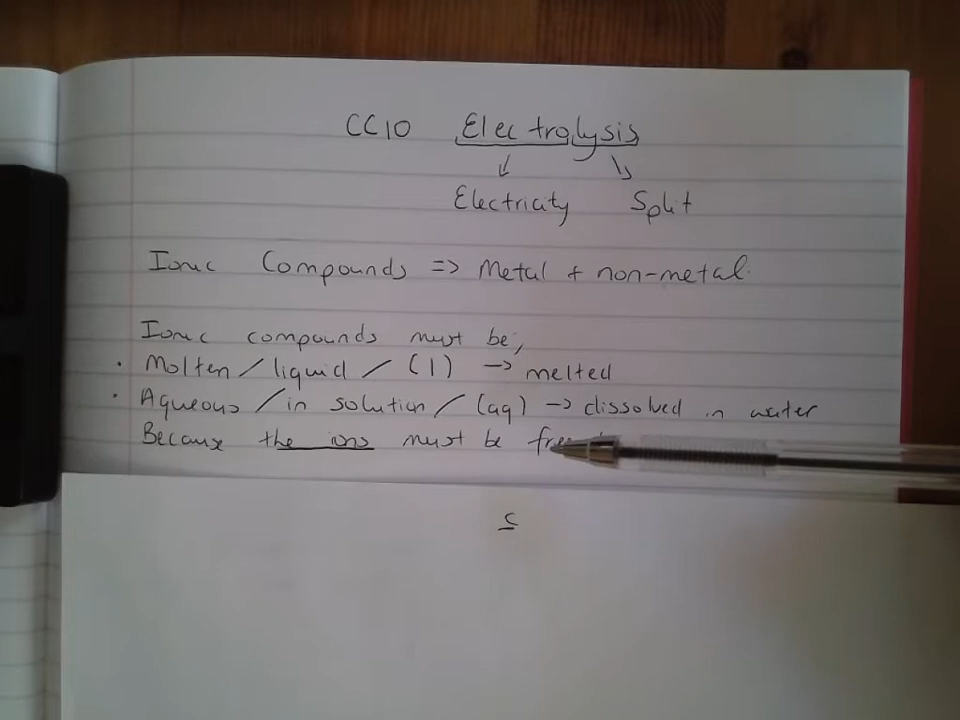 CC10 Electrolysis
Electricity Split
Ionic Compounds => Metal + non-metal.
Ionic compounds must be;
· Molten / liquid / (l) -> melted
· Aqueous / in solution / (aq) -> dissolved in water
Because the ions must be